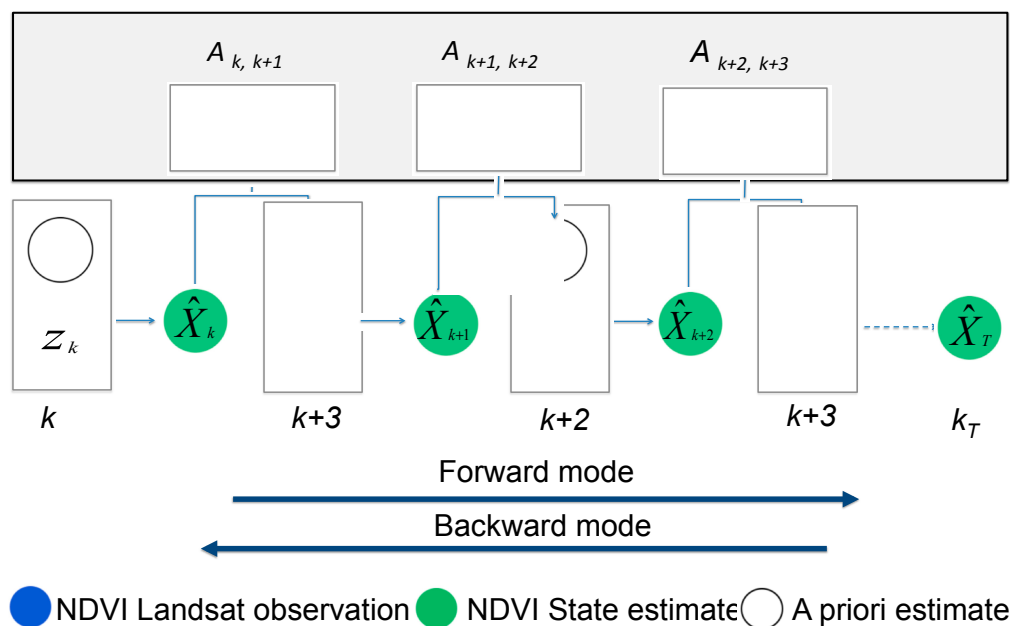 A k, k+1
A k+1, k+2
A k+2, k+3
z k
X̂ k
X̂ k+1
X̂ k+2
X̂ T
k
k+3
k+2
k+3
k T
Forward mode
Backward mode
NDVI Landsat observation
NDVI State estimate
A priori estimate